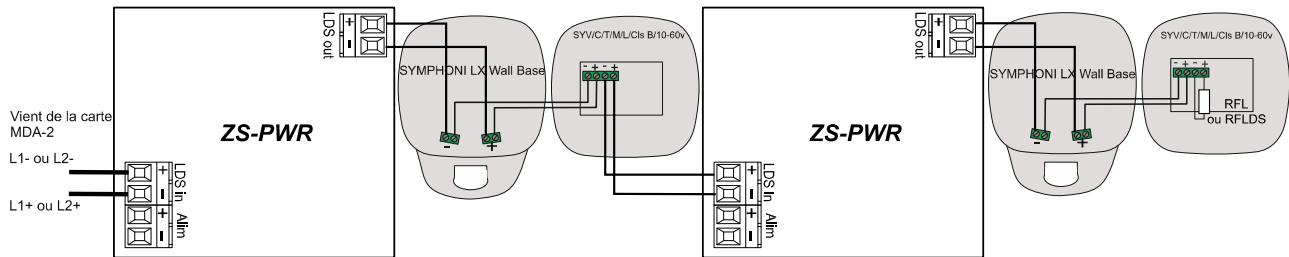 LDS out
+
-
SYMPHONI LX Wall Base
-
+
SYV/C/T/M/L/Cls B/10-60v
- + - +
Vient de la carte
MDA-2
L1- ou L2-
L1+ ou L2+
ZS-PWR
LDS in
+
-
Alim
+
-
LDS out
+
-
SYMPHONI LX Wall Base
-
+
SYV/C/T/M/L/Cls B/10-60v
- + - +
RFL
ou RFLDS
ZS-PWR
LDS In
+
-
Alim
+
-